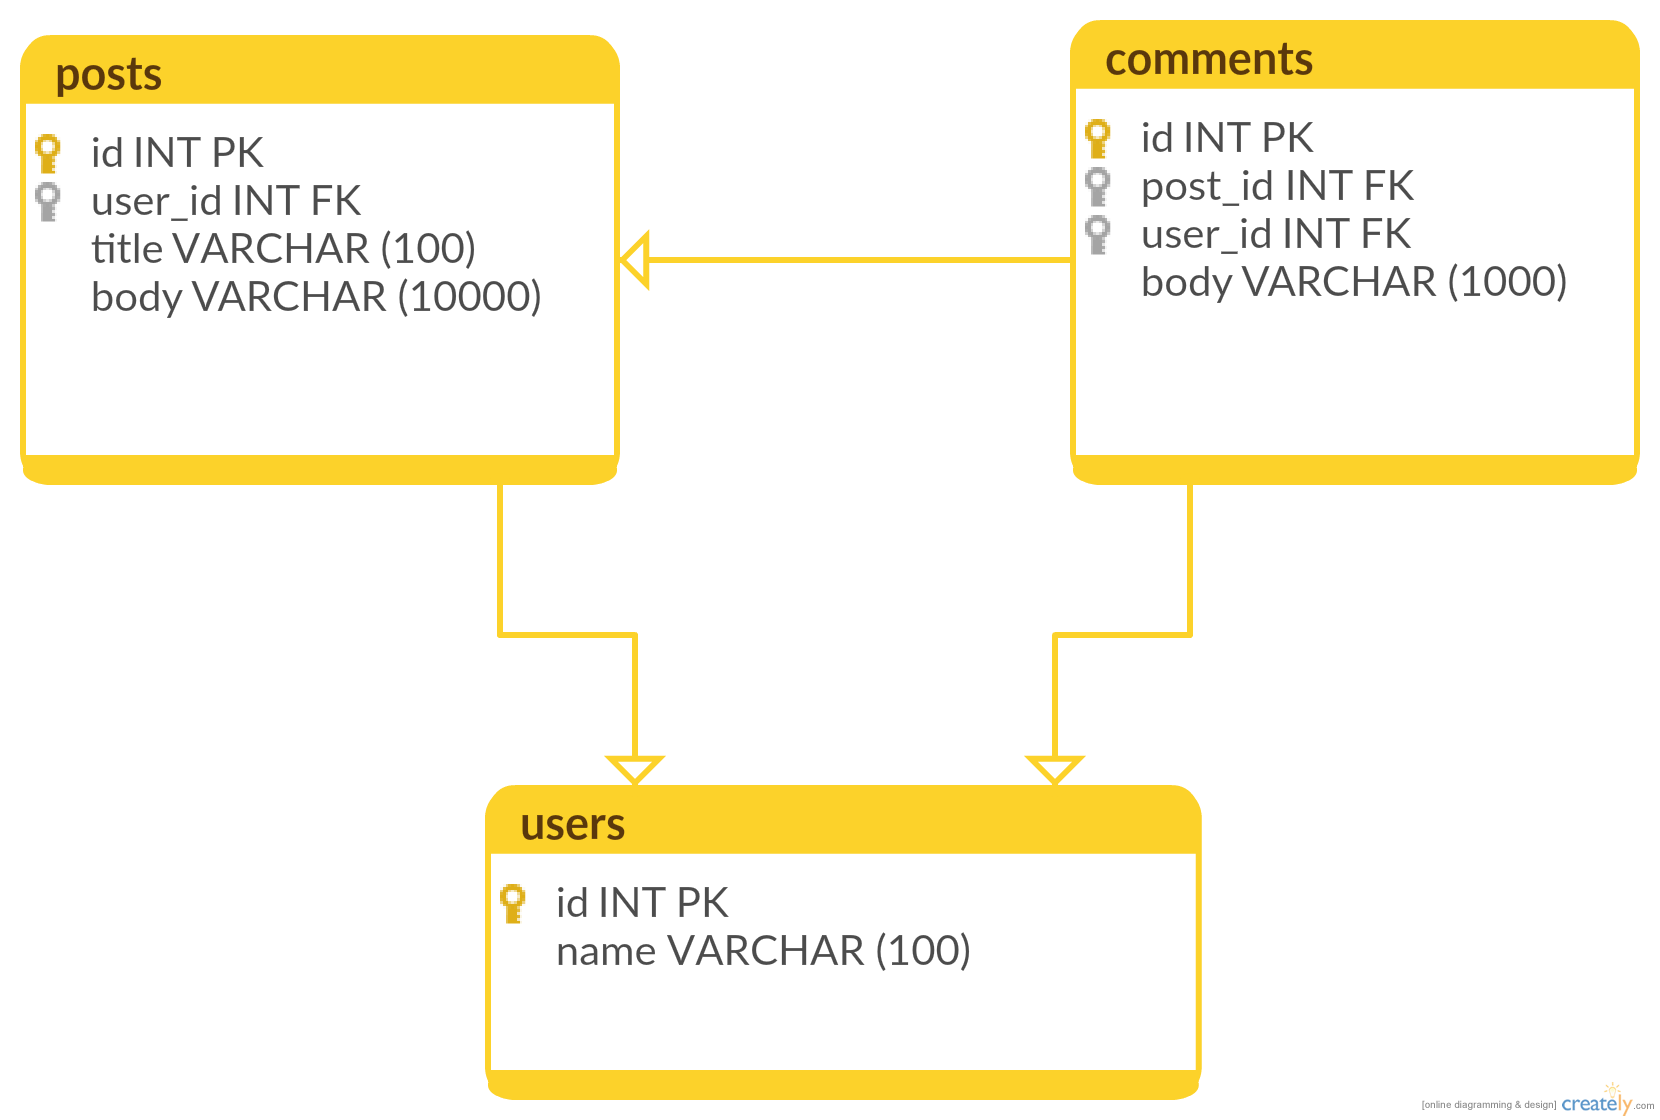 posts
id INT PK
user_id INT FK
title VARCHAR (100)
body VARCHAR (10000)
comments
id INT PK
post_id INT FK
user_id INT FK
body VARCHAR (1000)
users
id INT PK
name VARCHAR (100)
[online diagramming & design] creately.com